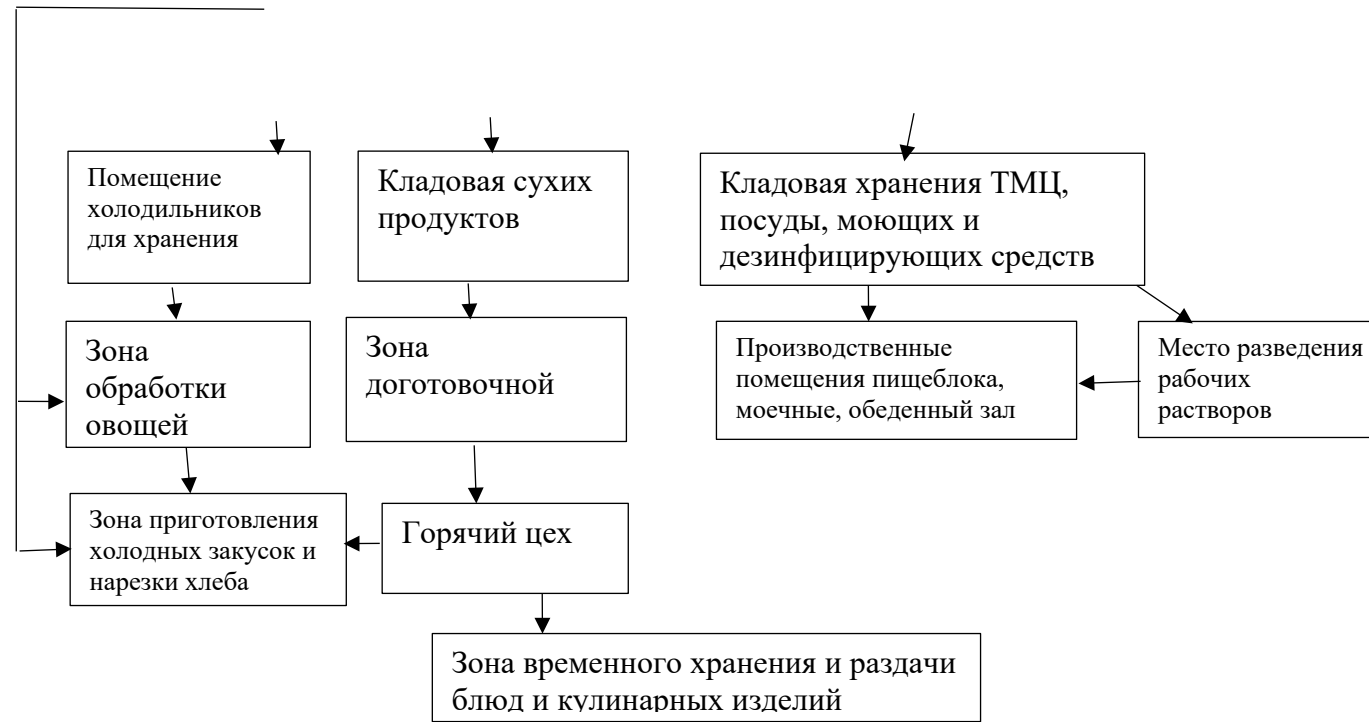 Помещение
холодильников
для хранения
Кладовая сухих
продуктов
Кладовая хранения ТМЦ,
посуды, моющих и
дезинфицирующих средств
Зона
обработки
овощей
Зона
доготовочной
Производственные
помещения пищеблока,
моечные, обеденный зал
Место разведения
рабочих
растворов
Зона приготовления
холодных закусок и
нарезки хлеба
Горячий цех
Зона временного хранения и раздачи
блюд и кулинарных изделий